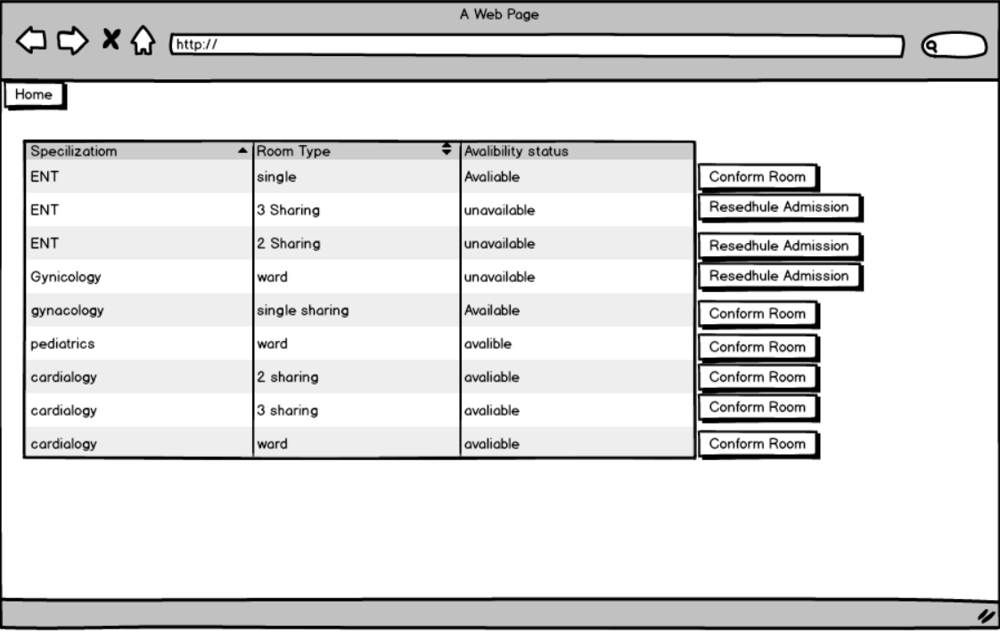 A Web Page
http://
Home
Specilizatiom Room Type Avalibility status
ENT single Avaliable Conform Room
ENT 3 Sharing unavailable Resedhule Admission
ENT 2 Sharing unavailable Resedhule Admission
Gynicology ward unavailable Resedhule Admission
gynacology single sharing Available Conform Room
pediatrics ward avalible Conform Room
cardialogy 2 sharing avaliable Conform Room
cardialogy 3 sharing avaliable Conform Room
cardialogy ward avaliable Conform Room